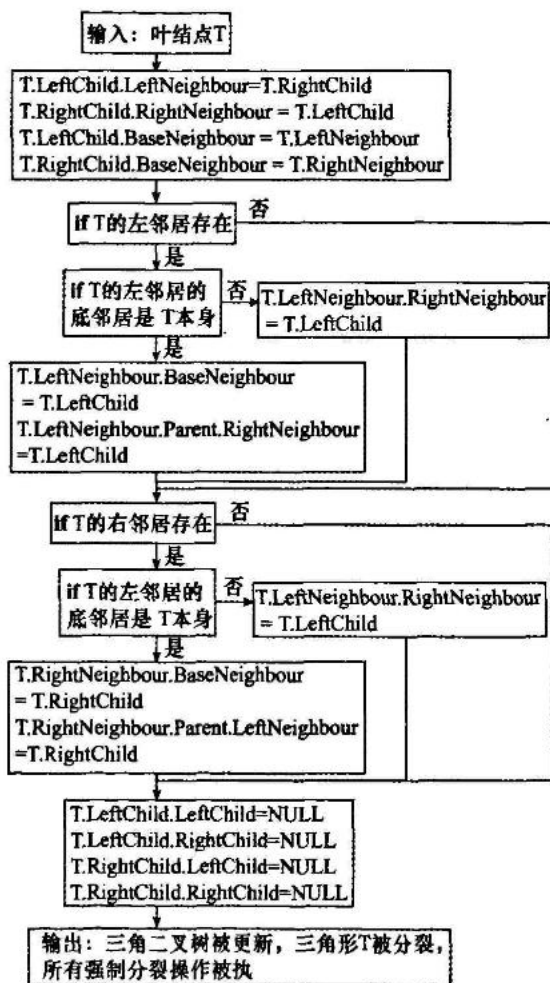 输入：叶结点T
T.LeftChild.LeftNeighbour=T.RightChild
T.RightChild.RightNeighbour = T.LeftChild
T.LeftChild.BaseNeighbour = T.LeftNeighbour
T.RightChild.BaseNeighbour = T.RightNeighbour
if T的左邻居存在
否
是
if T的左邻居的
底邻居是 T本身
否
T.LeftNeighbour.RightNeighbour
= T.LeftChild
是
T.LeftNeighbour.BaseNeighbour
= T.LeftChild
T.LeftNeighbour.Parent.RightNeighbour
=T.LeftChild
if T的右邻居存在
否
是
if T的左邻居的
底邻居是 T本身
否
T.LeftNeighbour.RightNeighbour
= T.LeftChild
是
T.RightNeighbour.BaseNeighbour
= T.RightChild
T.RightNeighbour.Parent.LeftNeighbour
=T.RightChild
T.LeftChild.LeftChild=NULL
T.LeftChild.RightChild=NULL
T.RightChild.LeftChild=NULL
T.RightChild.RightChild=NULL
输出：三角二叉树被更新，三角形T被分裂，
所有强制分裂操作被执